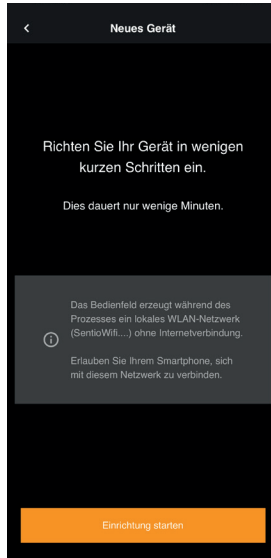 Neues Gerät
Richten Sie Ihr Gerät in wenigen
kurzen Schritten ein.
Dies dauert nur wenige Minuten.
Das Bedienfeld erzeugt während des
Prozesses ein lokales WLAN-Netzwerk
(SentioWifi....) ohne Internetverbindung.
Erlauben Sie Ihrem Smartphone, sich
mit diesem Netzwerk zu verbinden.
Einrichtung starten